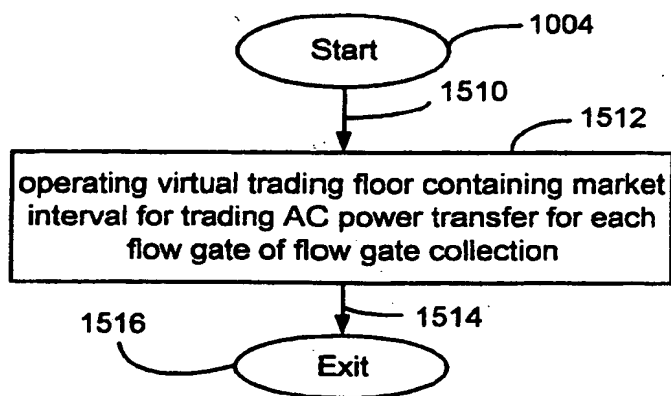 Start
1004
1510
1512
operating virtual trading floor containing market
interval for trading AC power transfer for each
flow gate of flow gate collection
1514
1516
Exit